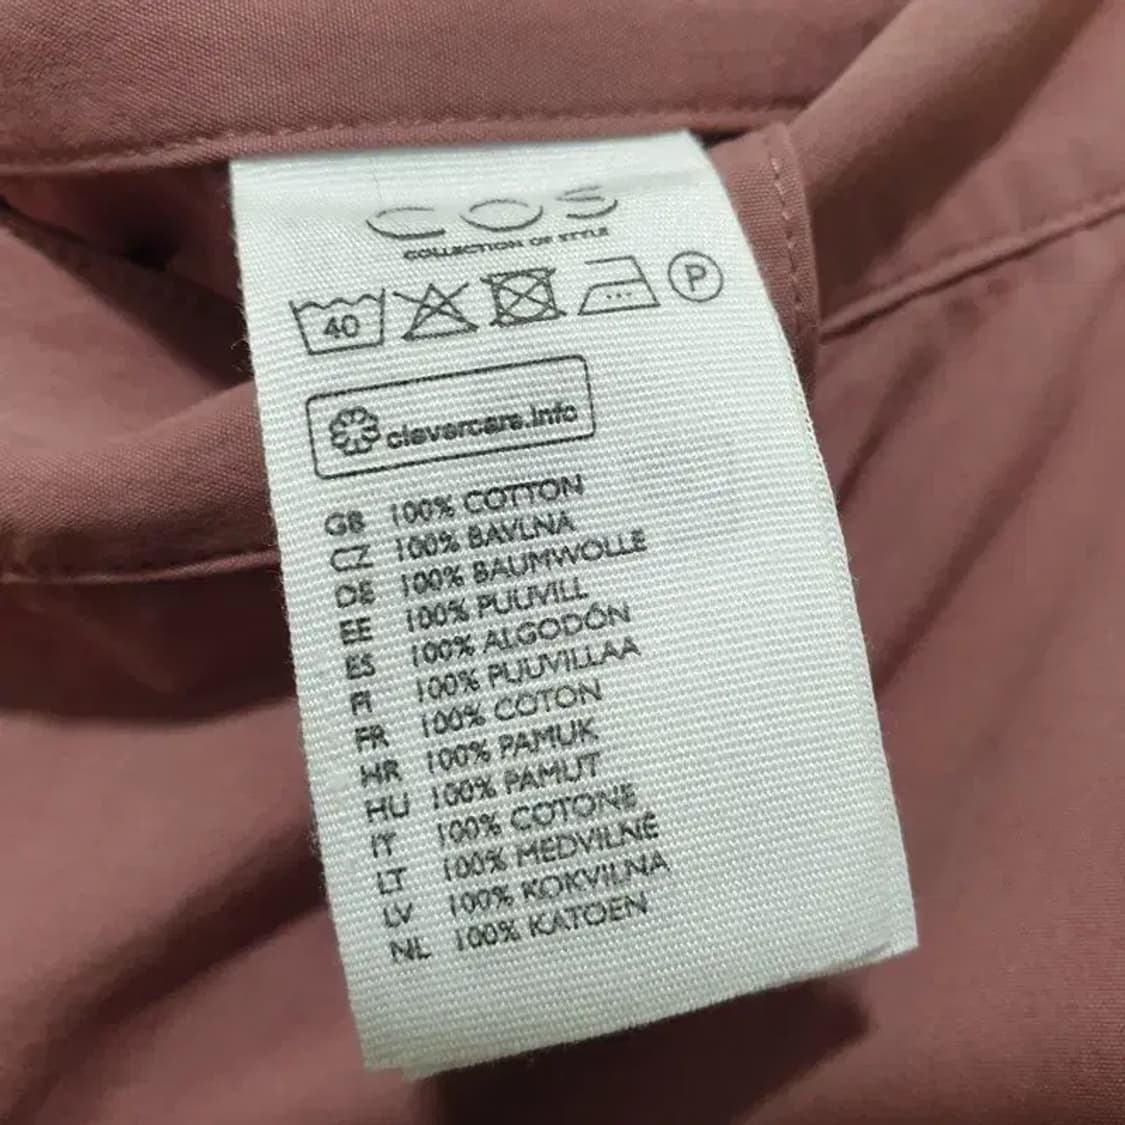 COS
COLLECTION OF STYLE
40 P
clevercare.info
GB 100% COTTON
CZ 100% BAVLNA
DE 100% BAUMWOLLE
EE 100% PUUVILL
ES 100% ALGODÓN
FI 100% PUUVILLAA
FR 100% COTON
HR 100% PAMUK
HU 100% PAMUT
IT 100% COTONE
LT 100% MEDVILNĖ
LV 100% KOKVILNA
NL 100% KATOEN